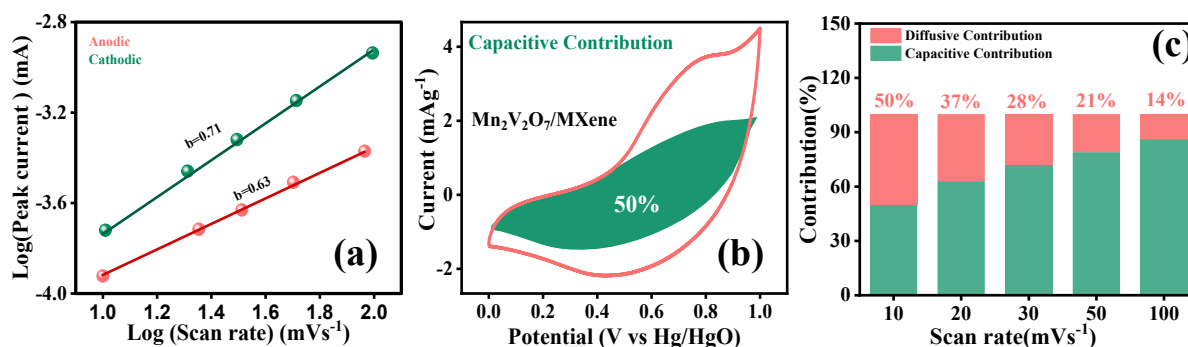 -2.8
-3.2
-3.6
-4.0
Log(Peak current ) (mA)
Anodic
Cathodic
b=0.71
b=0.63
(a)
1.0 1.2 1.4 1.6 1.8 2.0
Log (Scan rate) (mVs⁻¹)
4
2
0
-2
Current (mAg⁻¹)
Capacitive Contribution
Mn₂V₂O₇/MXene
50%
(b)
0.0 0.2 0.4 0.6 0.8 1.0
Potential (V vs Hg/HgO)
150
120
90
60
30
0
Contribution(%)
Diffusive Contribution
Capacitive Contribution
(c)
50% 37% 28% 21% 14%
10 20 30 50 100
Scan rate(mVs⁻¹)